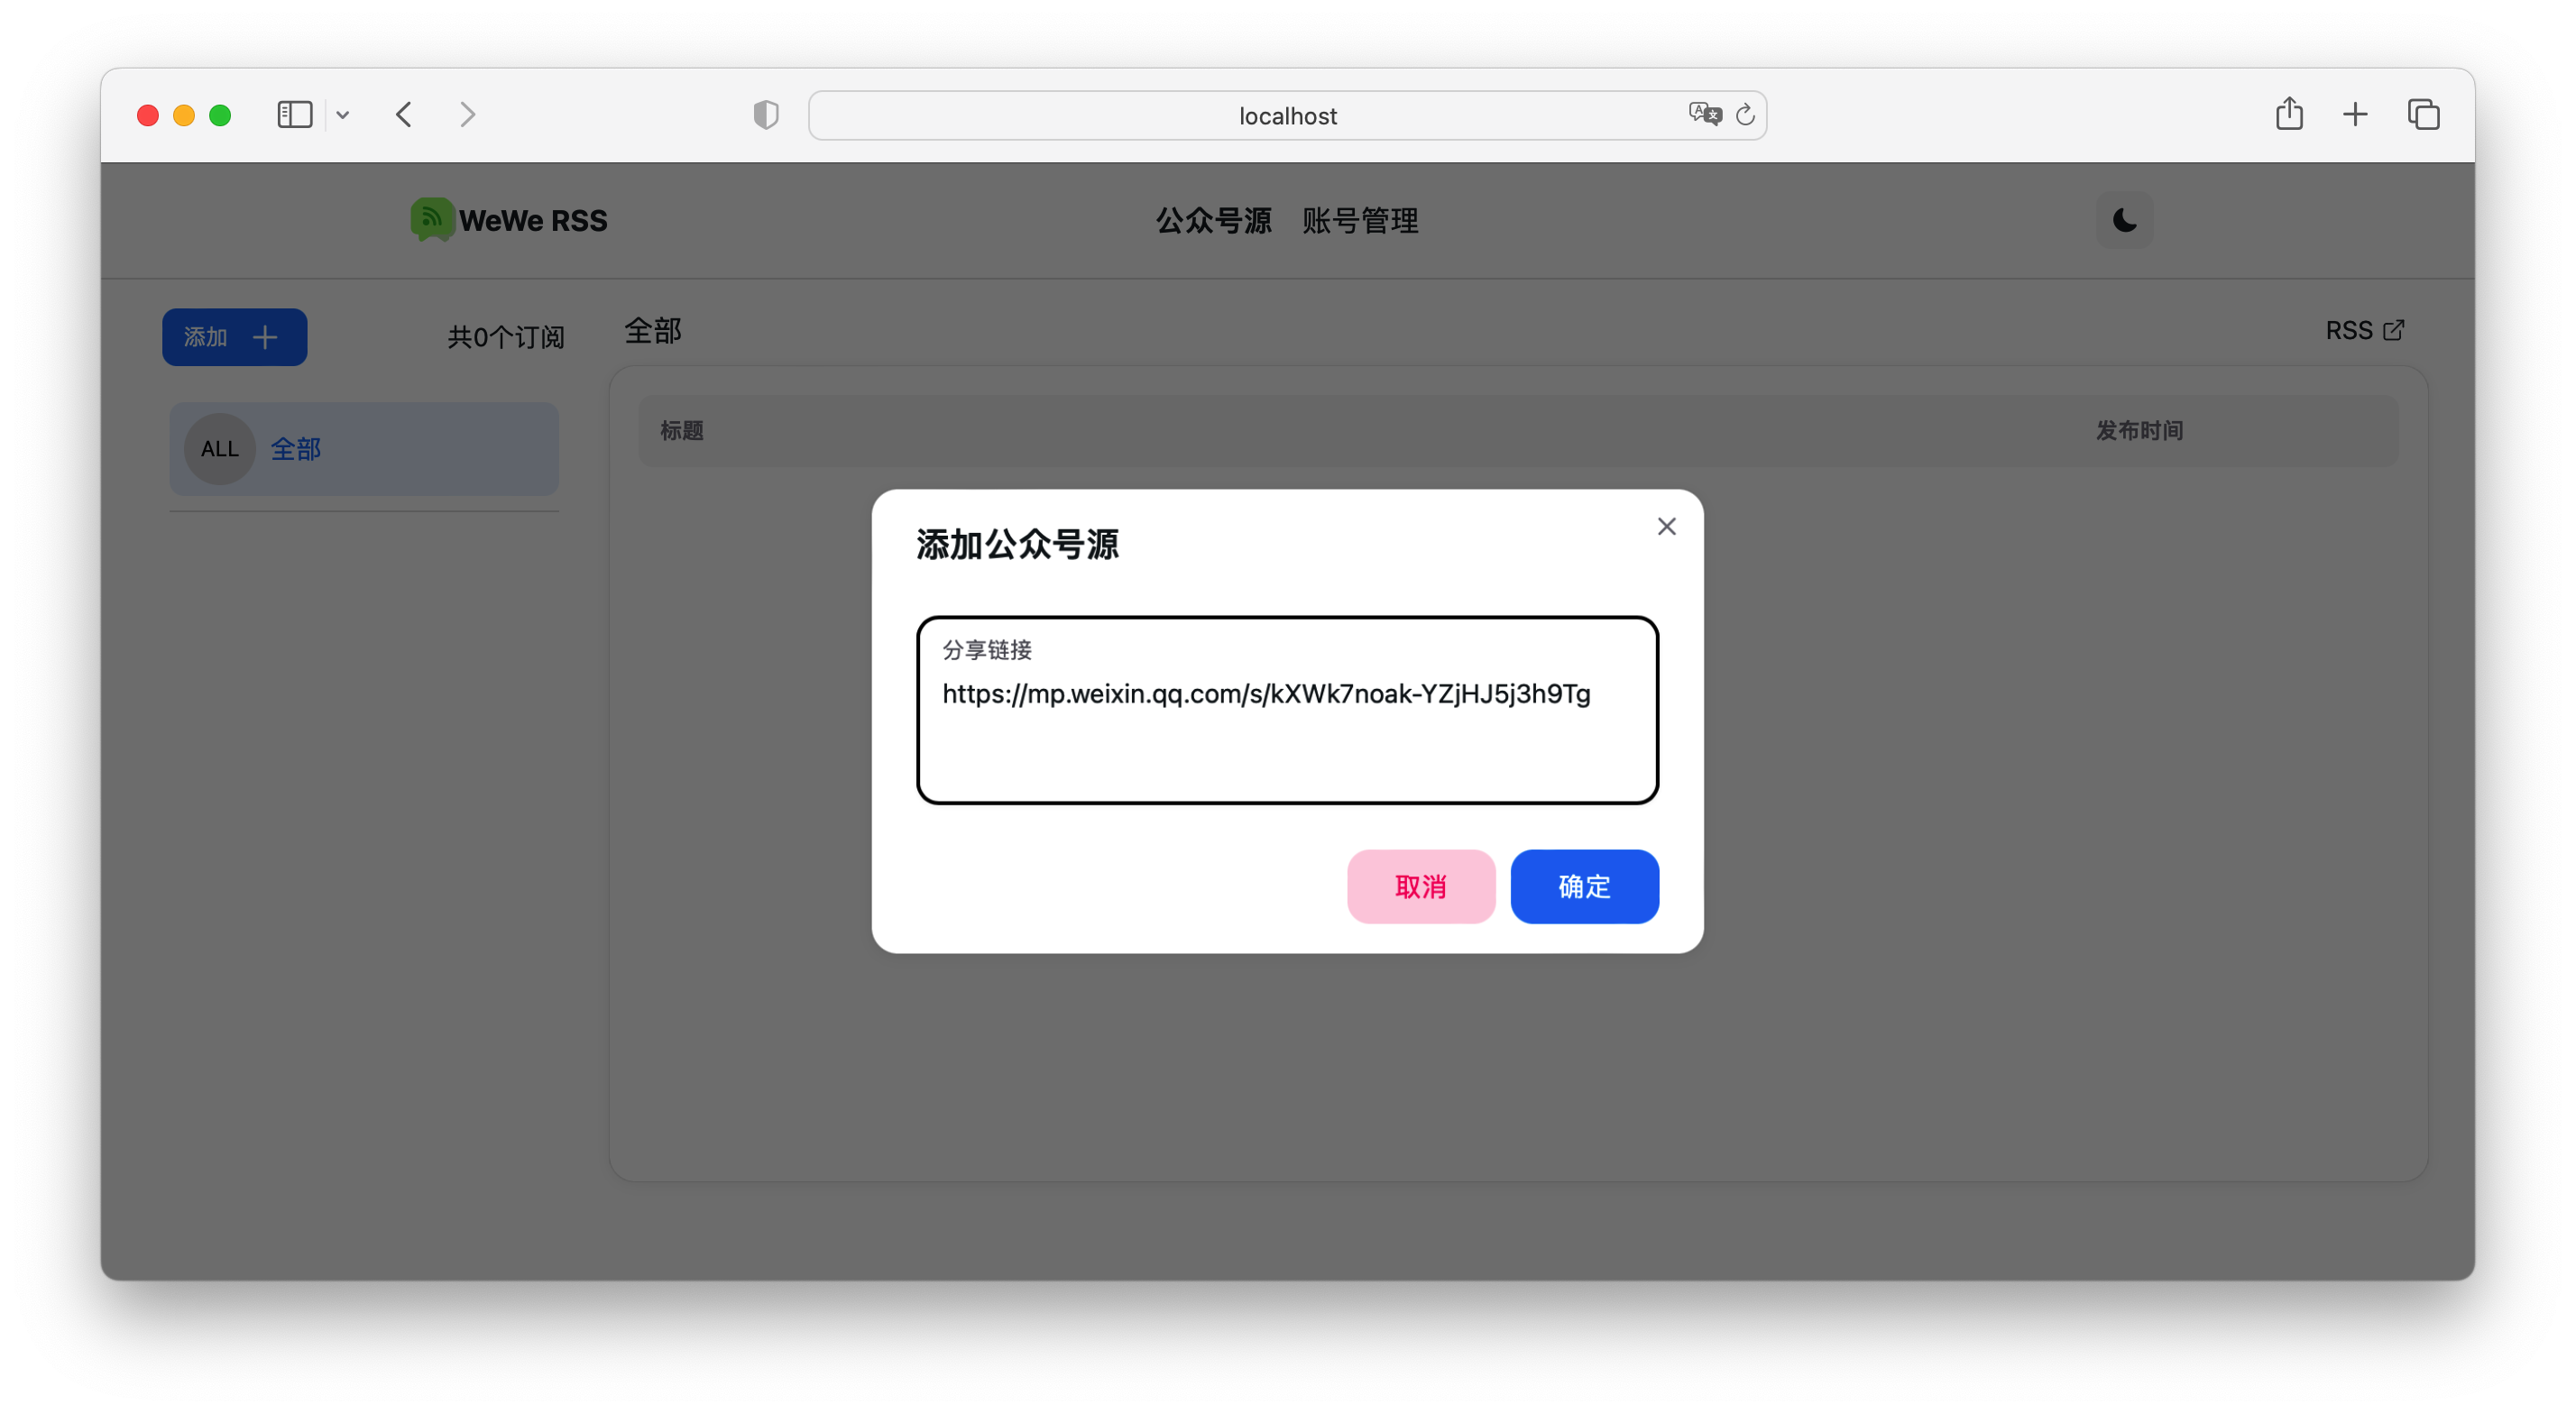 localhost
WeWe RSS
公众号源 账号管理
添加
共0个订阅
全部
RSS
ALL 全部
标题 发布时间
添加公众号源
分享链接
https://mp.weixin.qq.com/s/kXWk7noak-YZjHJ5j3h9Tg
取消 确定